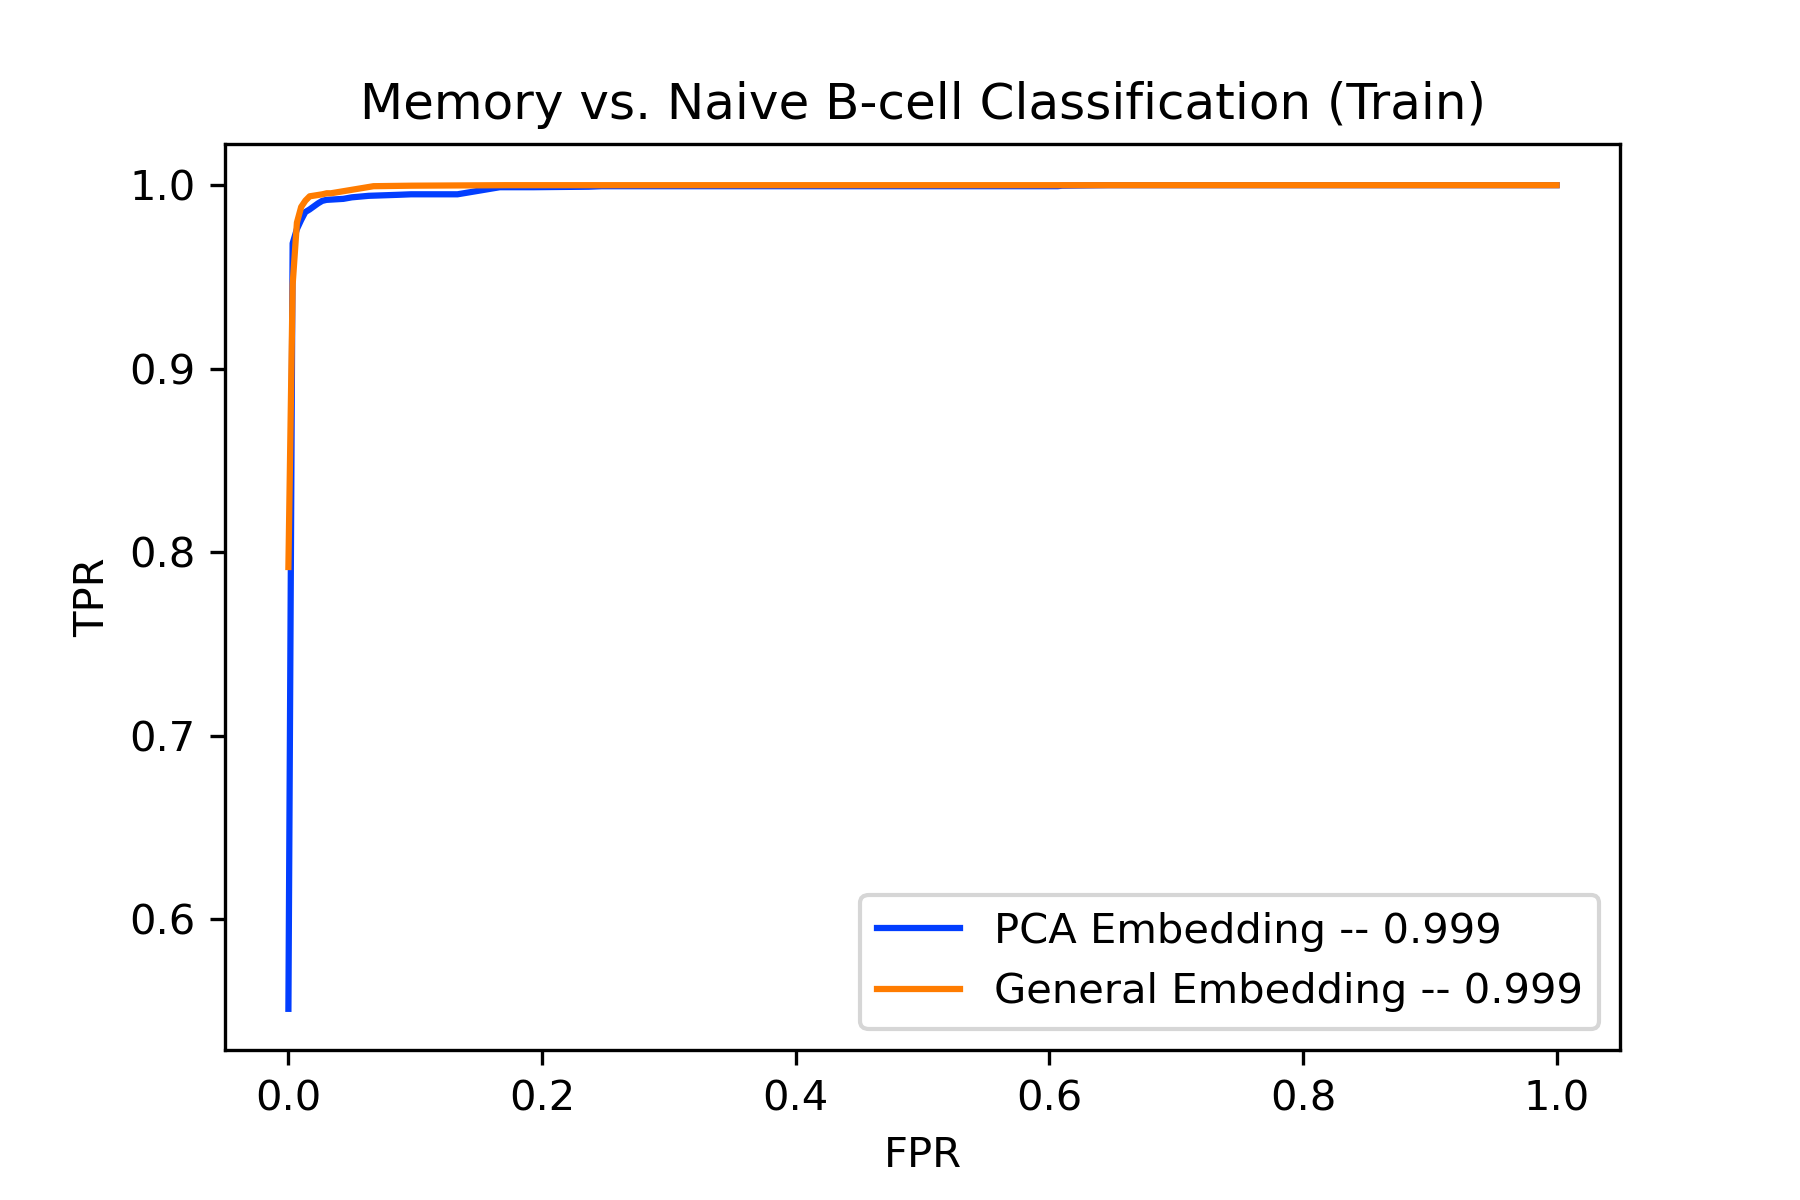 Memory vs. Naive B-cell Classification (Train)
1.0
0.9
0.8
0.7
0.6
TPR
PCA Embedding -- 0.999
General Embedding -- 0.999
0.0 0.2 0.4 0.6 0.8 1.0
FPR